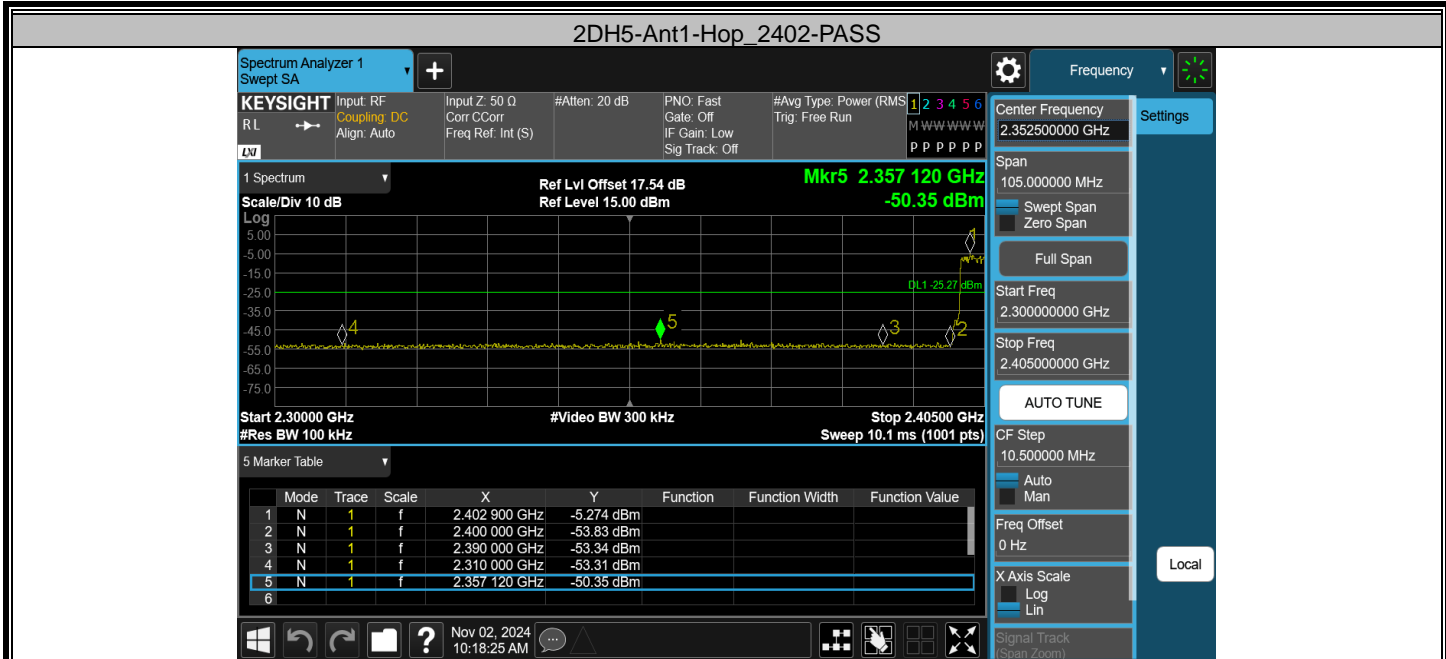 2DH5-Ant1-Hop_2402-PASS
Spectrum Analyzer 1
Swept SA
+
Frequency
KEYSIGHT
RL
LXI
Input: RF
Coupling: DC
Align: Auto
Input Z: 50 Ω
Corr CCorr
Freq Ref: Int (S)
#Atten: 20 dB
PNO: Fast
Gate: Off
IF Gain: Low
Sig Track: Off
#Avg Type: Power (RMS
Trig: Free Run
1 2 3 4 5 6
M W W W W W
P P P P P P
1 Spectrum
Scale/Div 10 dB
Ref Lvl Offset 17.54 dB
Ref Level 15.00 dBm
Mkr5 2.357 120 GHz
-50.35 dBm
Log
5.00
-5.00
-15.0
-25.0
-35.0
-45.0
-55.0
-65.0
-75.0
1
DL1 -25.27 dBm
4
5
3
2
Start 2.30000 GHz
#Video BW 300 kHz
Stop 2.40500 GHz
#Res BW 100 kHz
Sweep 10.1 ms (1001 pts)
5 Marker Table
Mode Trace Scale X Y Function Function Width Function Value
1 N 1 f 2.402 900 GHz -5.274 dBm
2 N 1 f 2.400 000 GHz -53.83 dBm
3 N 1 f 2.390 000 GHz -53.34 dBm
4 N 1 f 2.310 000 GHz -53.31 dBm
5 N 1 f 2.357 120 GHz -50.35 dBm
6
?
Nov 02, 2024
10:18:25 AM
Center Frequency
2.352500000 GHz
Span
105.000000 MHz
Swept Span
Zero Span
Full Span
Start Freq
2.300000000 GHz
Stop Freq
2.405000000 GHz
AUTO TUNE
CF Step
10.500000 MHz
Auto
Man
Freq Offset
0 Hz
X Axis Scale
Log
Lin
Signal Track
(Span Zoom)
Settings
Local